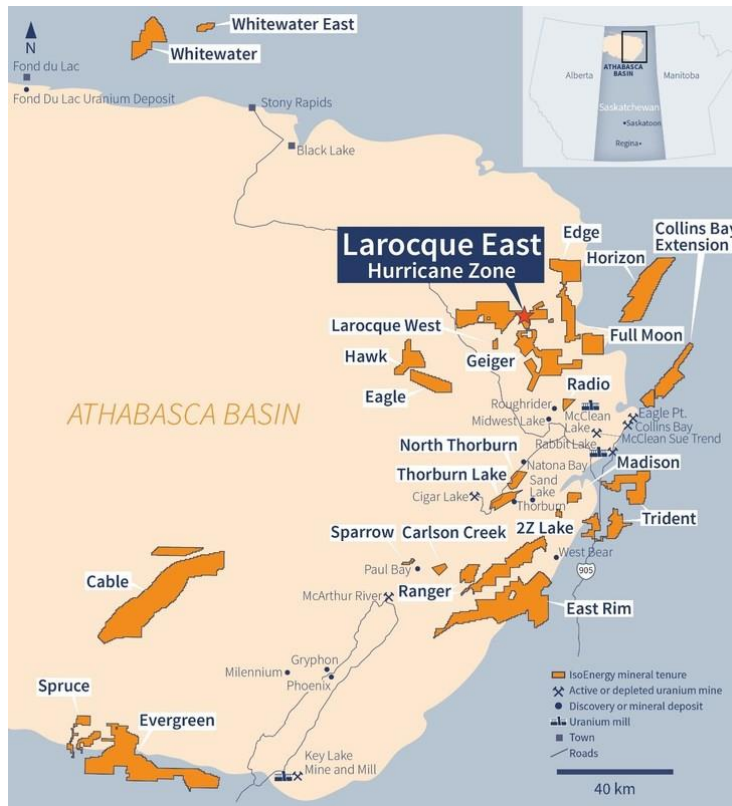 Whitewater East
Whitewater
N
Fond du Lac
Fond Du Lac Uranium Deposit
Stony Rapids
Black Lake
ATHABASCA
BASIN
Alberta
Manitoba
Saskatchewan
Saskatoon
Regina
Larocque East
Hurricane Zone
Edge
Horizon
Collins Bay
Extension
Larocque West
Hawk
Eagle
Geiger
Full Moon
Radio
Roughrider
Midwest Lake
McClean
Lake
Eagle Pt.
Collins Bay
McClean Sue Trend
Rabbit Lake
ATHABASCA BASIN
North Thorburn
Natona Bay
Thorburn Lake
Sand
Lake
Cigar Lake
Thorburn
Madison
Trident
2Z Lake
Sparrow
Carlson Creek
West Bear
Paul Bay
905
Cable
McArthur River
Ranger
East Rim
Gryphon
Milennium
Phoenix
Spruce
Evergreen
Key Lake
Mine and Mill
IsoEnergy mineral tenure
Active or depleted uranium mine
Discovery or mineral deposit
Uranium mill
Town
Roads
40 km